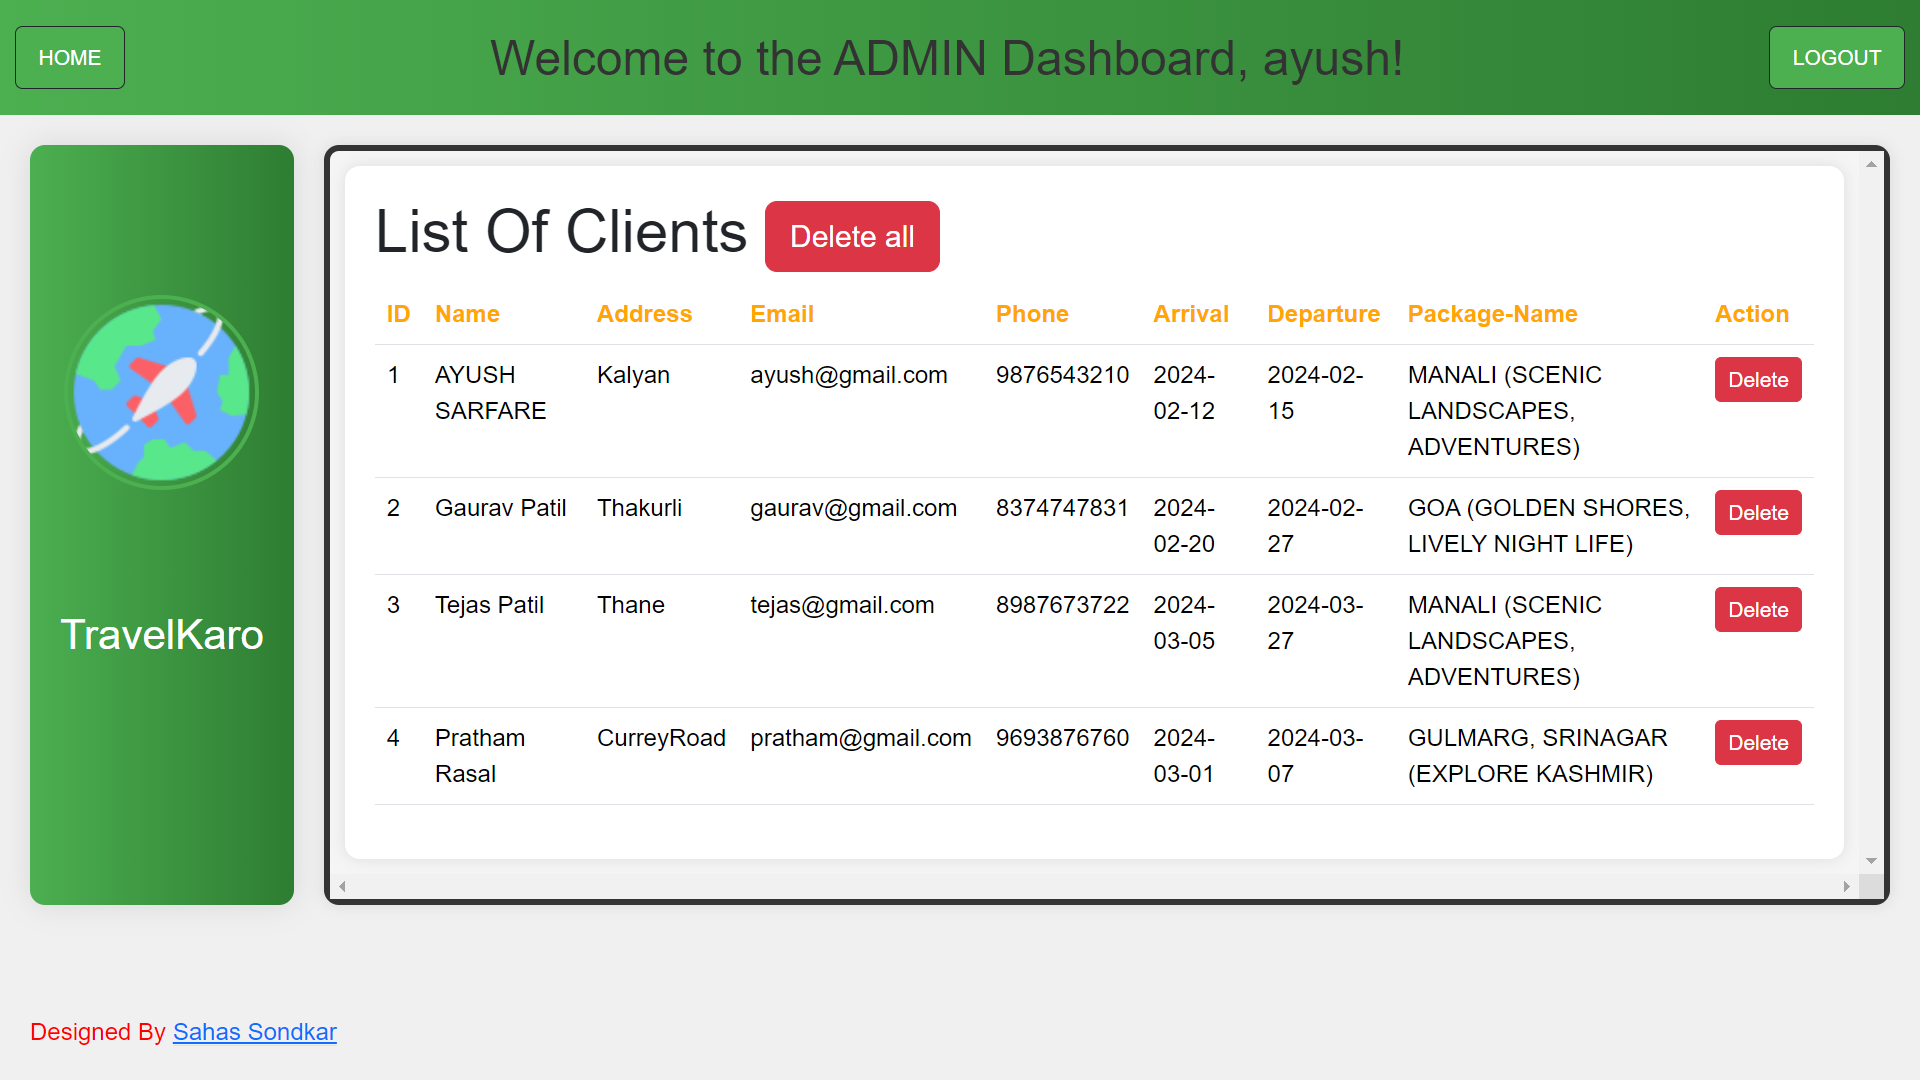 HOME
Welcome to the ADMIN Dashboard, ayush!
LOGOUT
TravelKaro
List Of Clients Delete all
ID Name Address Email Phone Arrival Departure Package-Name Action
1 AYUSH Kalyan ayush@gmail.com 9876543210 2024- 2024-02- MANALI (SCENIC Delete
SARFARE 02-12 15 LANDSCAPES,
ADVENTURES)
2 Gaurav Patil Thakurli gaurav@gmail.com 8374747831 2024- 2024-02- GOA (GOLDEN SHORES, Delete
02-20 27 LIVELY NIGHT LIFE)
3 Tejas Patil Thane tejas@gmail.com 8987673722 2024- 2024-03- MANALI (SCENIC Delete
03-05 27 LANDSCAPES,
ADVENTURES)
4 Pratham CurreyRoad pratham@gmail.com 9693876760 2024- 2024-03- GULMARG, SRINAGAR Delete
Rasal 03-01 07 (EXPLORE KASHMIR)
Designed By Sahas Sondkar